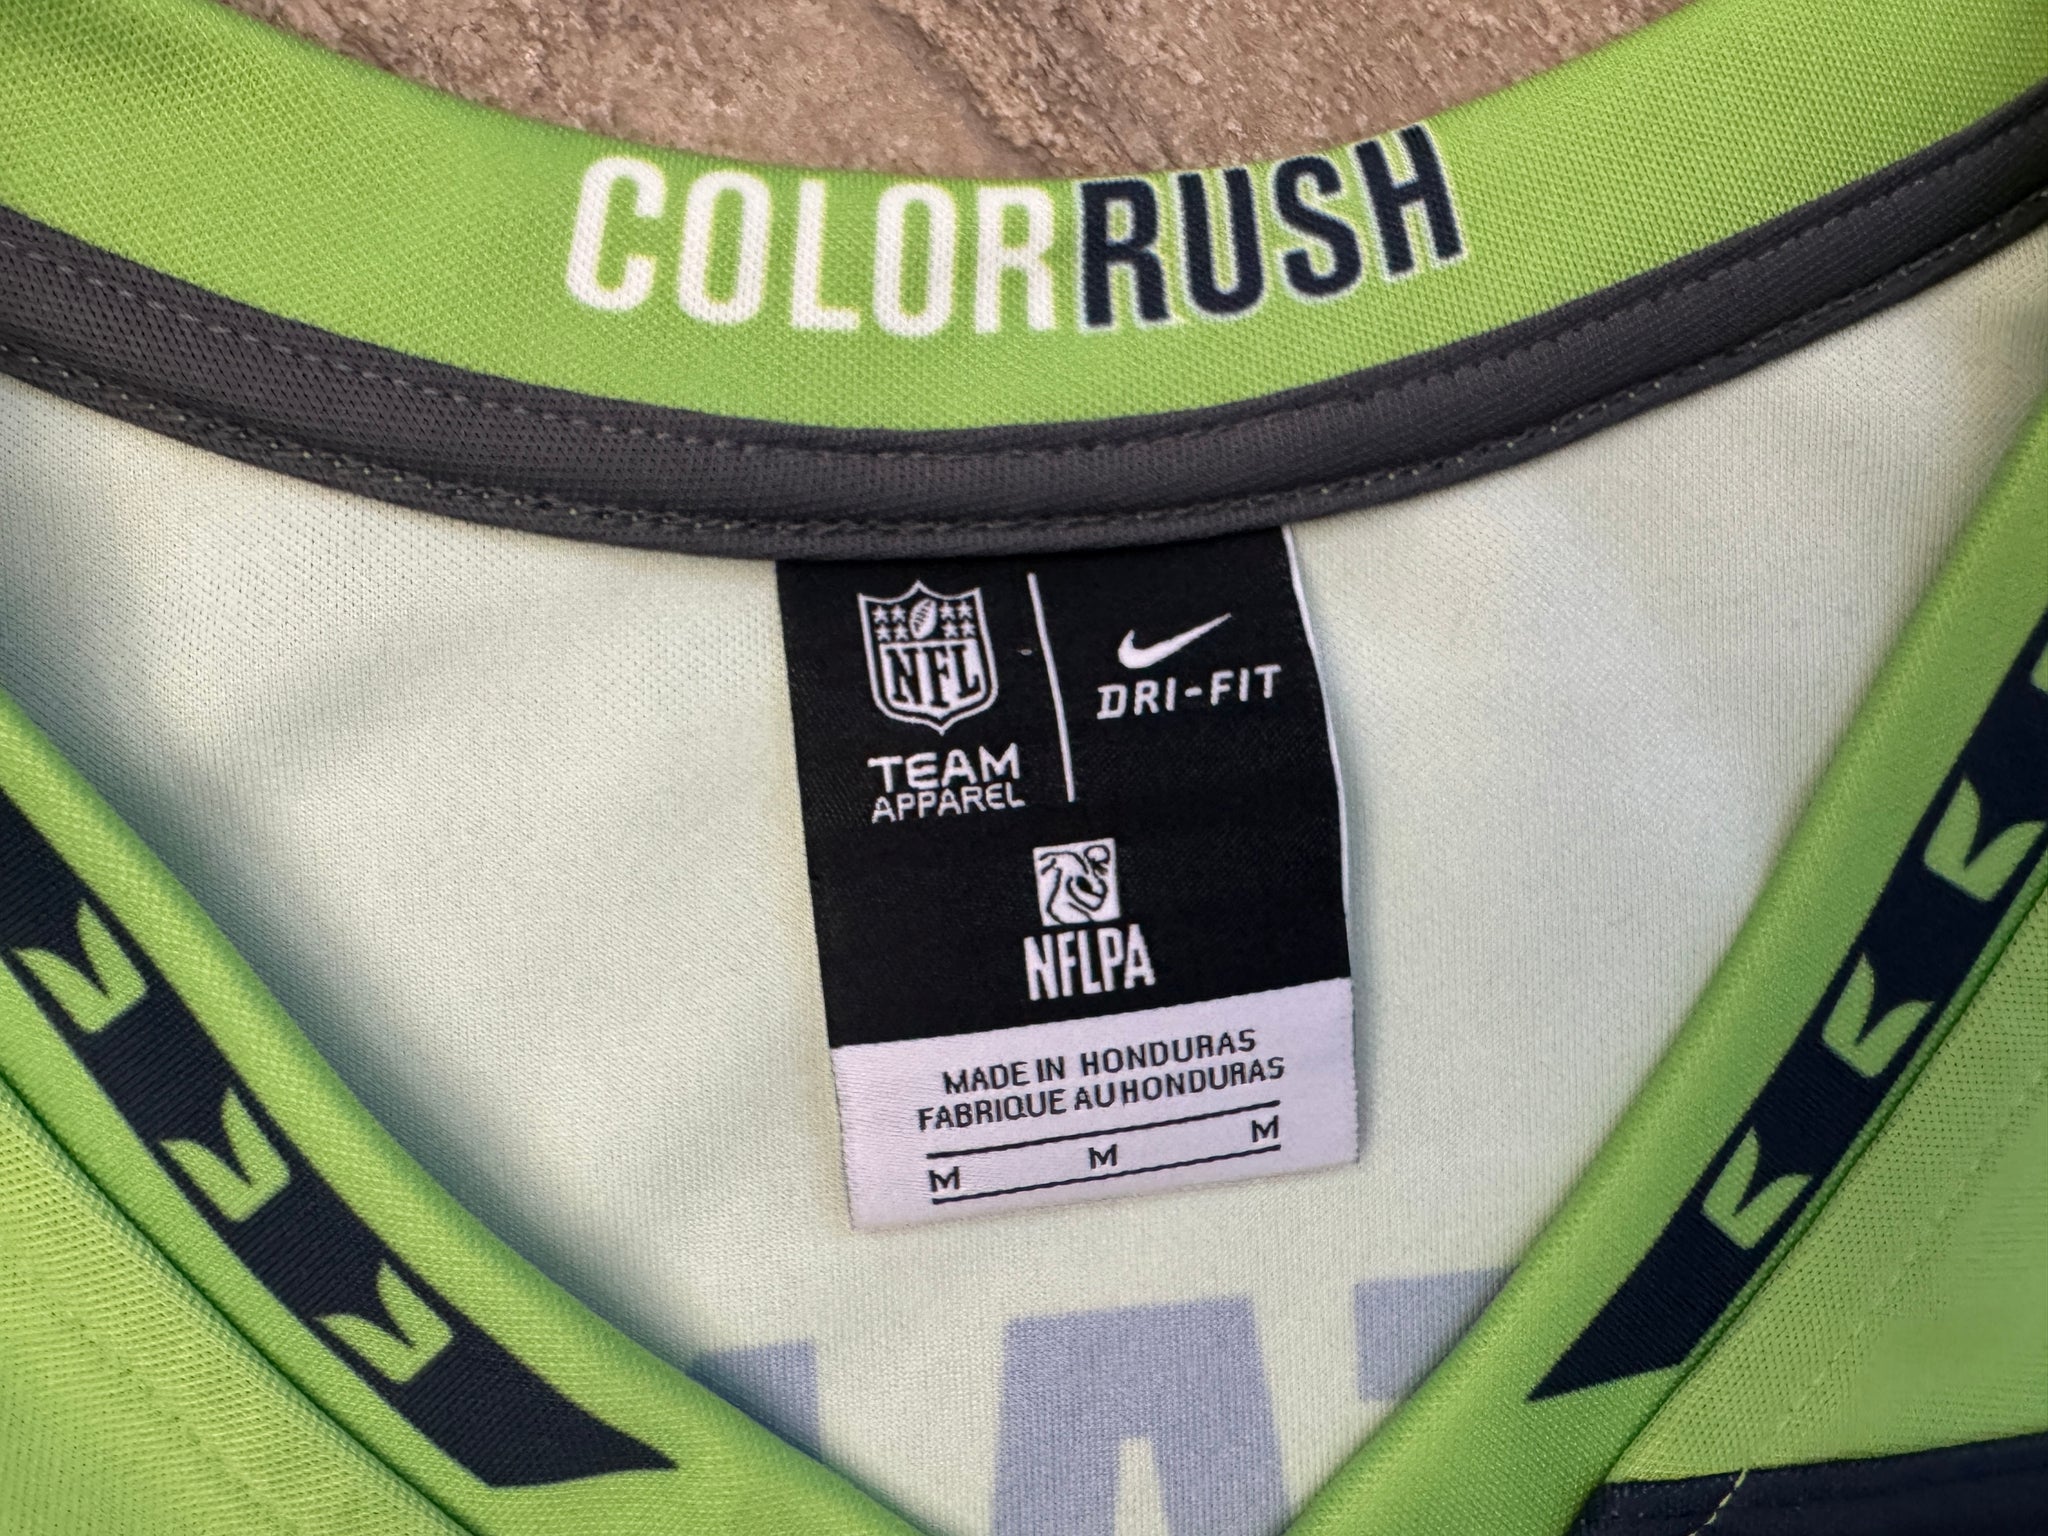 COLORRUSH
NFL
TEAM
APPAREL
DRI-FIT
NFLPA
MADE IN HONDURAS
FABRIQUE AU HONDURAS
M M M